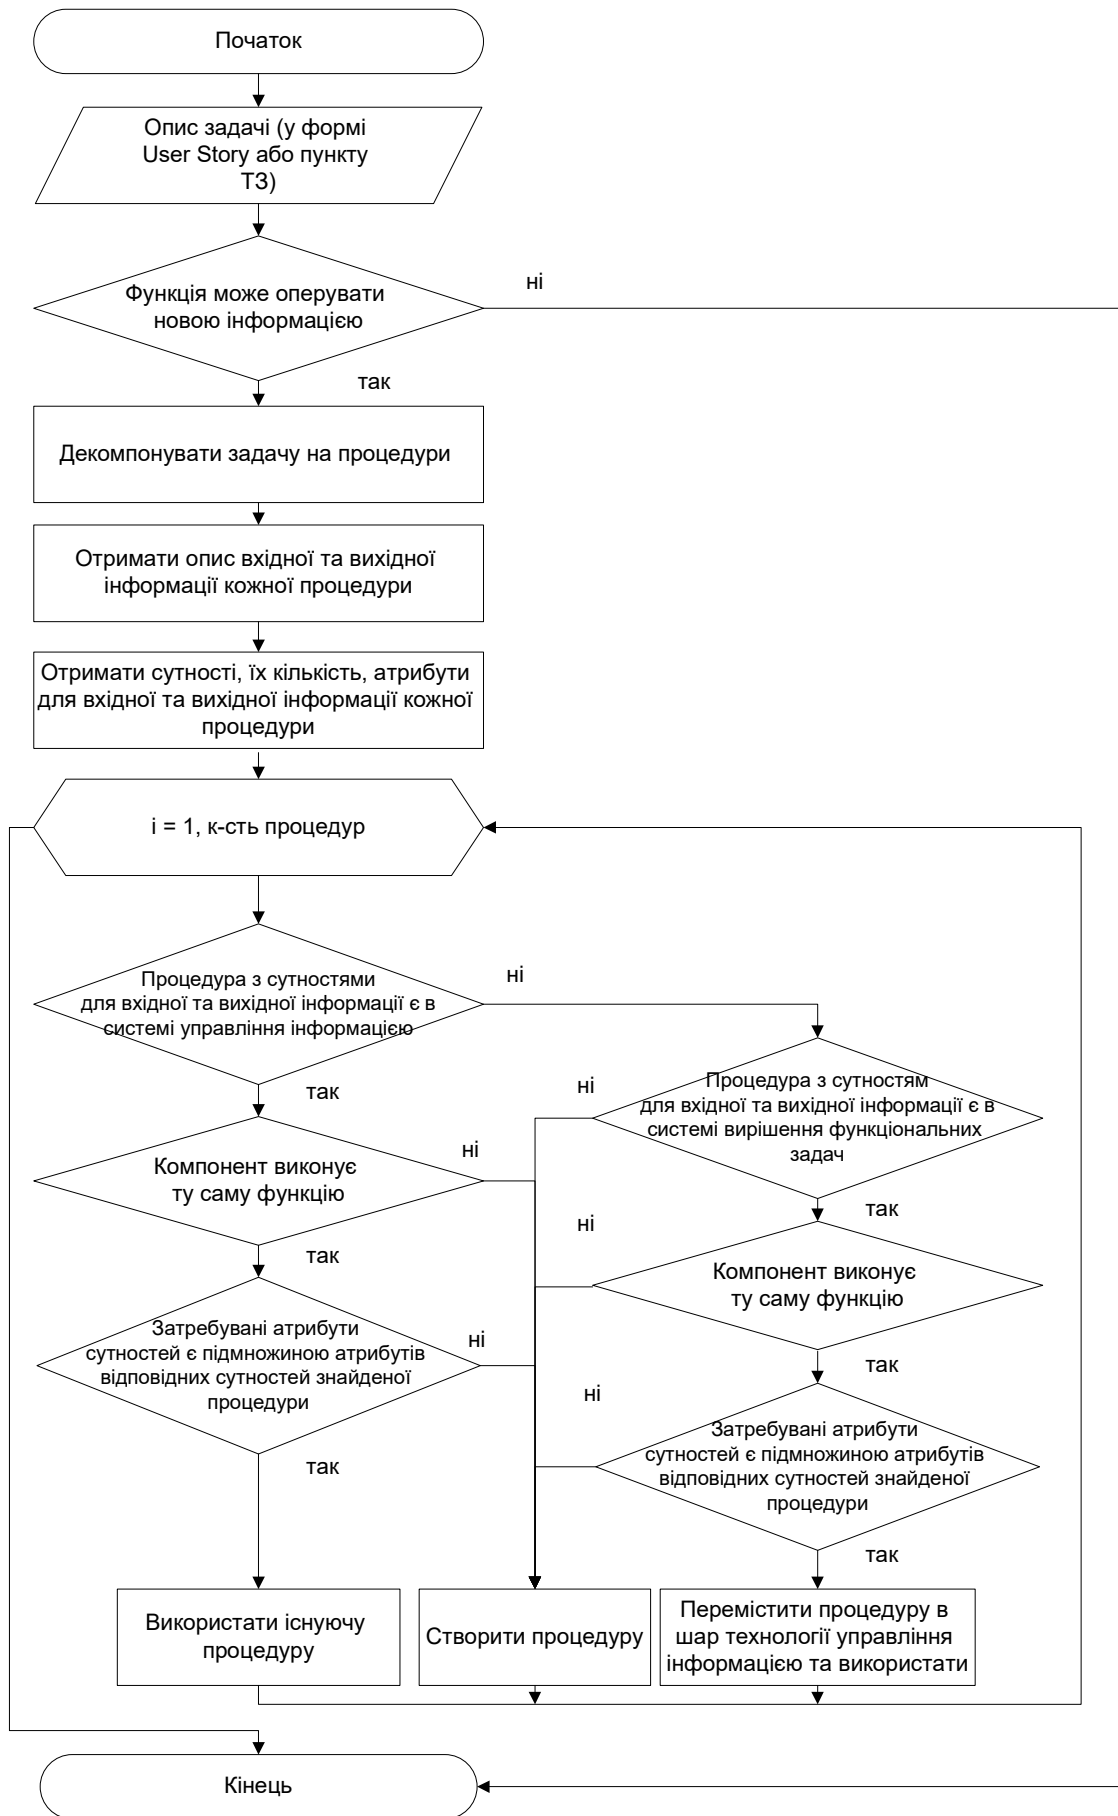 Початок
Опис задачі (у формі
User Story або пункту
ТЗ)
Функція може оперувати
новою інформацією
ні
так
Декомпонувати задачу на процедури
Отримати опис вхідної та вихідної
інформації кожної процедури
Отримати сутності, їх кількість, атрибути
для вхідної та вихідної інформації кожної
процедури
i = 1, к-сть процедур
Процедура з сутностями
для вхідної та вихідної інформації є в
системі управління інформацією
ні
так
Процедура з сутностям
для вхідної та вихідної інформації є в
системі вирішення функціональних
задач
ні
так
Компонент виконує
ту саму функцію
ні
так
Компонент виконує
ту саму функцію
ні
так
Затребувані атрибути
сутностей є підмножиною атрибутів
відповідних сутностей знайденої
процедури
ні
так
Затребувані атрибути
сутностей є підмножиною атрибутів
відповідних сутностей знайденої
процедури
ні
так
Використати існуючу
процедуру
Створити процедуру
Перемістити процедуру в
шар технології управління
інформацією та використати
Кінець